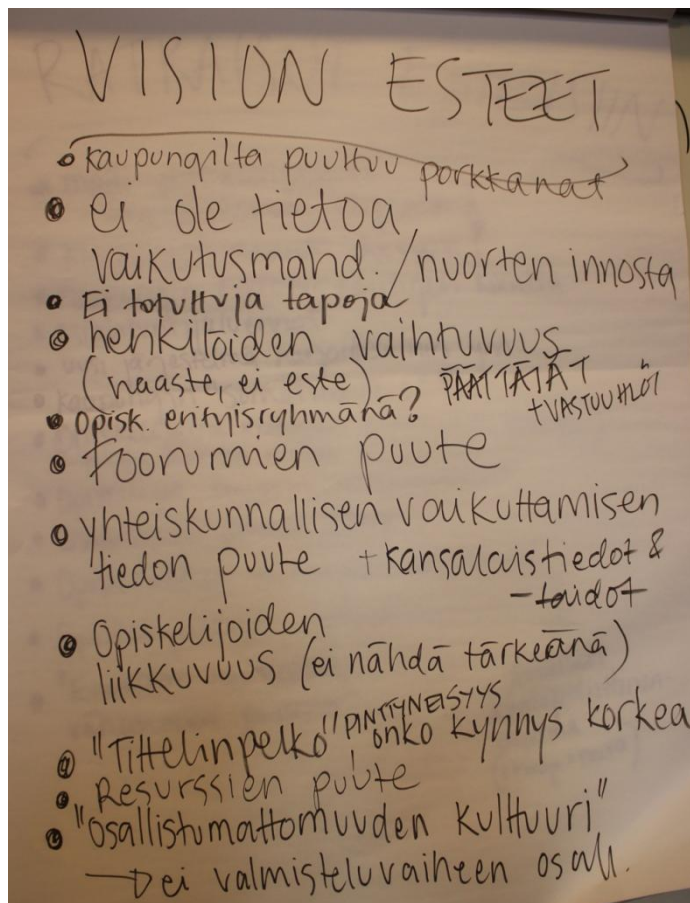 VISION ESTEET
kaupungilta puuttuu porkkanat
ei ole tietoa
vaikutusmahd. / nuorten innosta
Ei totuttuja tapoja
henkilöiden vaihtuvuus
(haaste, ei este) PÄÄTTÄJÄT
+VASTUUHLÖT
Opisk. erityisryhmänä?
Foorumien puute
yhteiskunnallisen vaikuttamisen
tiedon puute + kansalaistiedot &
-taidot
Opiskelijoiden
liikkuvuus (ei nähdä tärkeänä)
PINTTYNEISYYS
"Tittelinpelko", onko kynnys korkea
Resurssien puute
"Osallistumattomuuden kulttuuri"
→ ei valmisteluvaiheen osall.